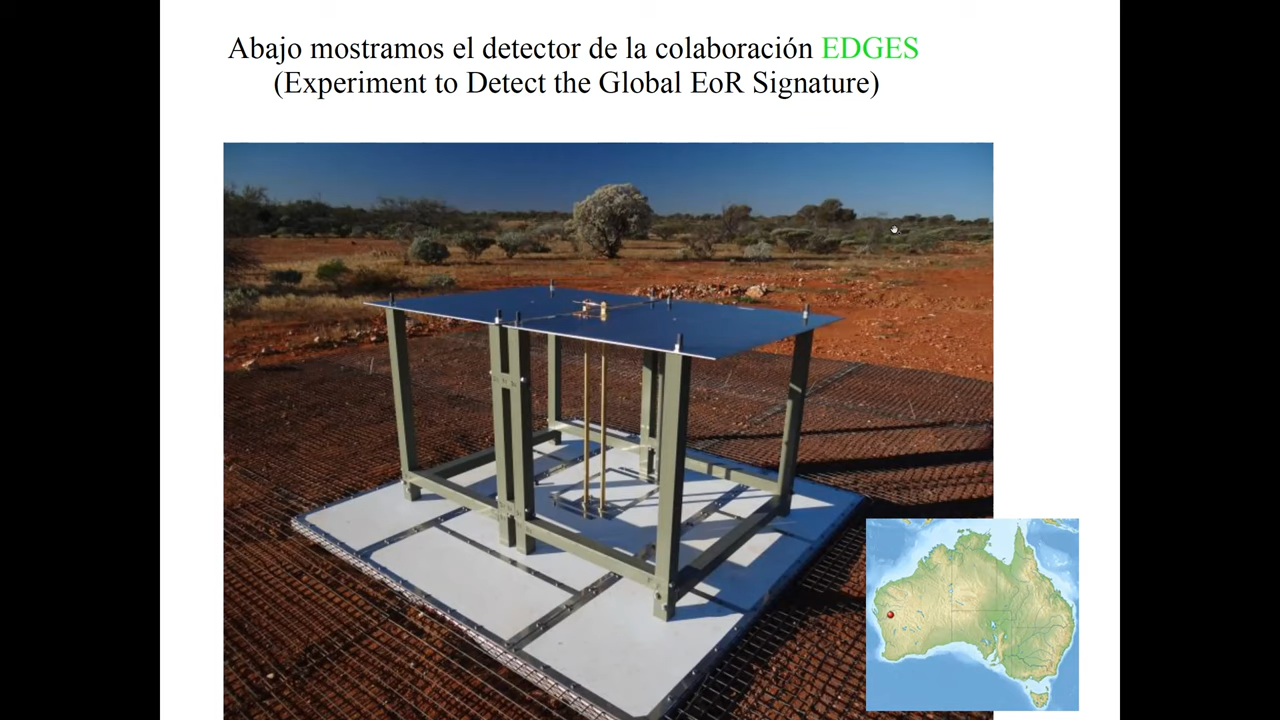 Abajo mostramos el detector de la colaboración EDGES
(Experiment to Detect the Global EoR Signature)